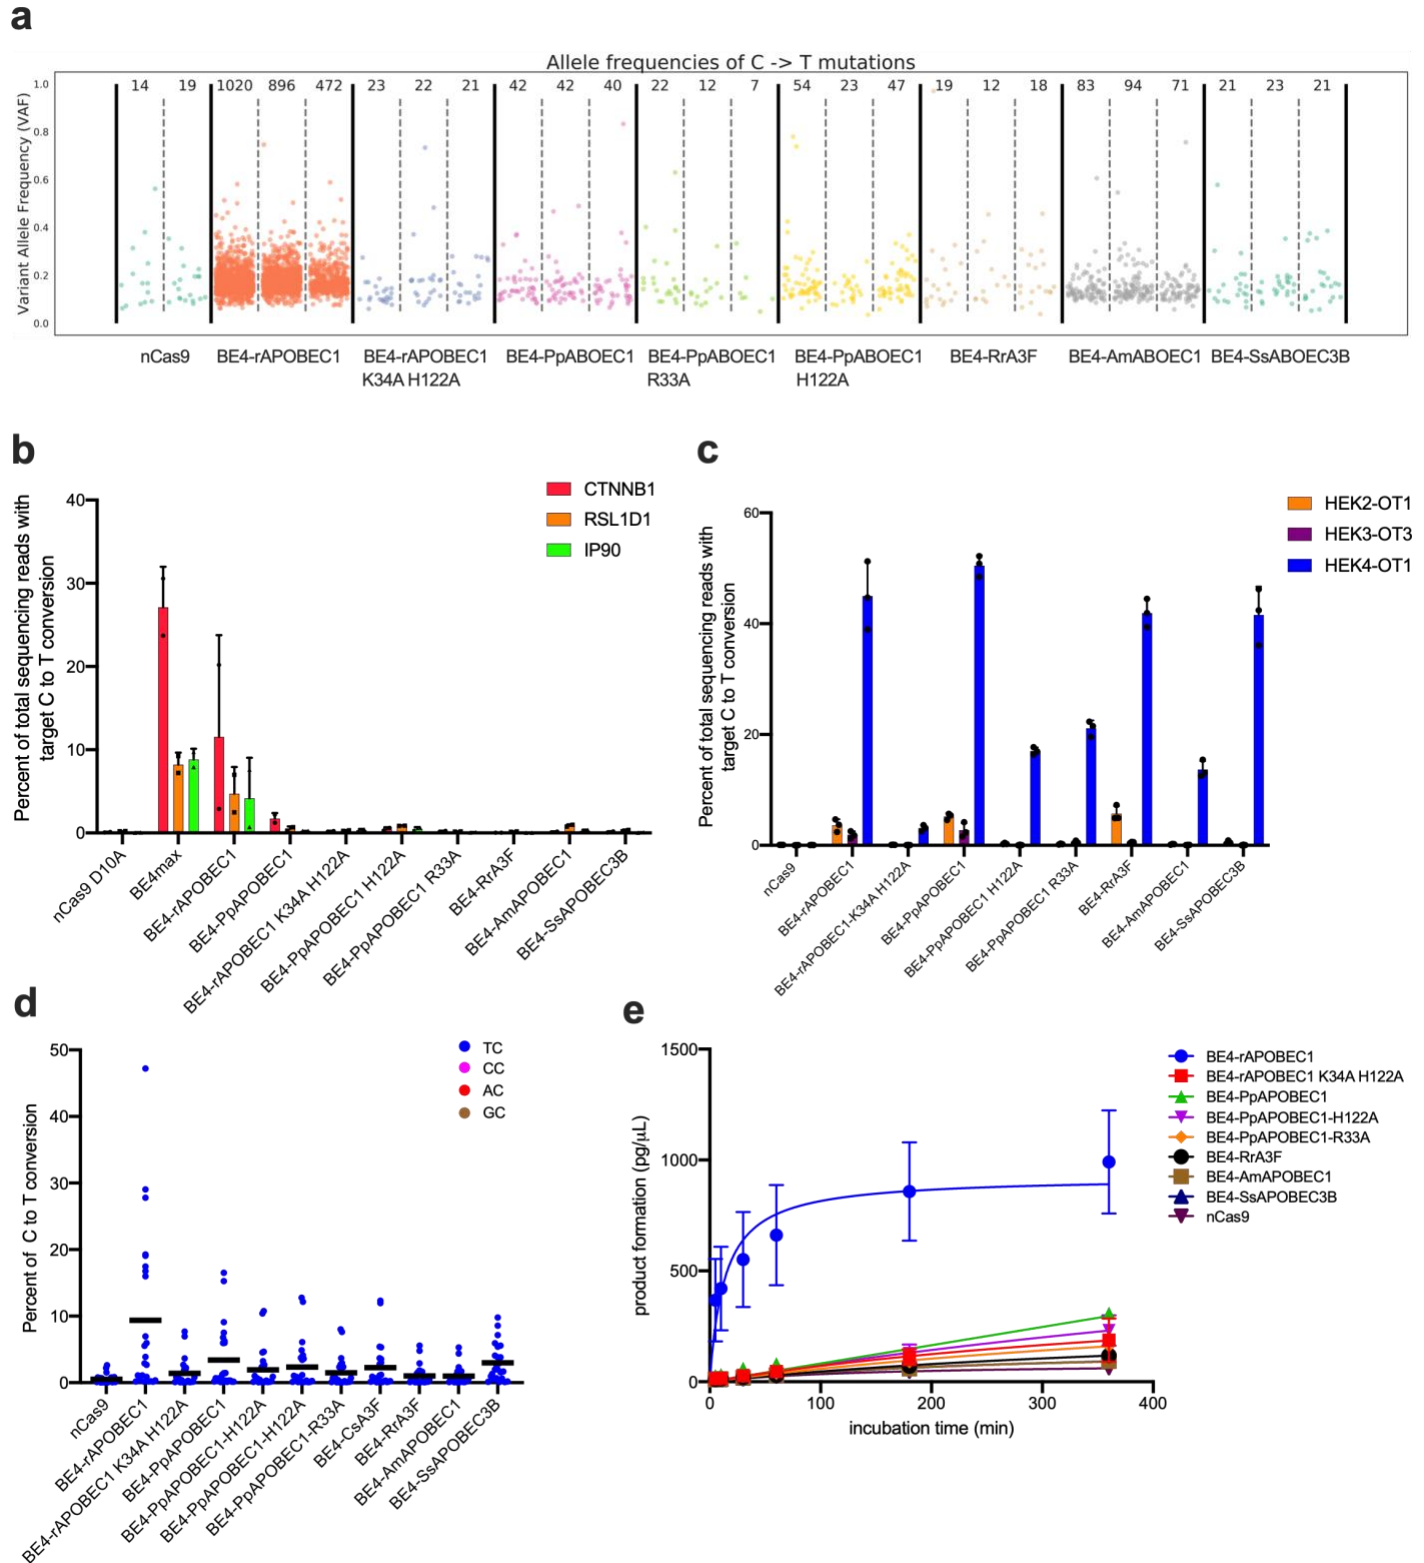 a
Allele frequencies of C -> T mutations
Variant Allele Frequency (VAF)
1.0
0.8
0.6
0.4
0.2
0.0
14 19 1020 896 472 23 22 21 42 42 40 22 12 7 54 23 47 19 12 18 83 94 71 21 23 21
nCas9 BE4-rAPOBEC1 BE4-rAPOBEC1 BE4-PpABOEC1 BE4-PpABOEC1 BE4-PpABOEC1 BE4-RrA3F BE4-AmABOEC1 BE4-SsABOEC3B
K34A H122A R33A H122A
b
Percent of total sequencing reads with
target C to T conversion
40
30
20
10
0
CTNNB1
RSL1D1
IP90
nCas9 D10A
BE4max
BE4-rAPOBEC1
BE4-PpAPOBEC1
BE4-rAPOBEC1 K34A H122A
BE4-PpAPOBEC1 H122A
BE4-PpAPOBEC1 R33A
BE4-RrA3F
BE4-AmAPOBEC1
BE4-SsAPOBEC3B
c
Percent of total sequencing reads with
target C to T conversion
60
40
20
0
HEK2-OT1
HEK3-OT3
HEK4-OT1
nCas9
BE4-rAPOBEC1
BE4-rAPOBEC1-K34A H122A
BE4-PpAPOBEC1
BE4-PpAPOBEC1 H122A
BE4-PpAPOBEC1 R33A
BE4-RrA3F
BE4-AmAPOBEC1
BE4-SsAPOBEC3B
d
Percent of C to T conversion
50
40
30
20
10
0
TC
CC
AC
GC
nCas9
BE4-rAPOBEC1
BE4-rAPOBEC1 K34A H122A
BE4-PpAPOBEC1
BE4-PpAPOBEC1-H122A
BE4-PpAPOBEC1-H122A
BE4-PpAPOBEC1-R33A
BE4-CsA3F
BE4-RrA3F
BE4-AmAPOBEC1
BE4-SsAPOBEC3B
e
product formation (pg/μL)
1500
1000
500
0
0 100 200 300 400
incubation time (min)
BE4-rAPOBEC1
BE4-rAPOBEC1 K34A H122A
BE4-PpAPOBEC1
BE4-PpAPOBEC1-H122A
BE4-PpAPOBEC1-R33A
BE4-RrA3F
BE4-AmAPOBEC1
BE4-SsAPOBEC3B
nCas9